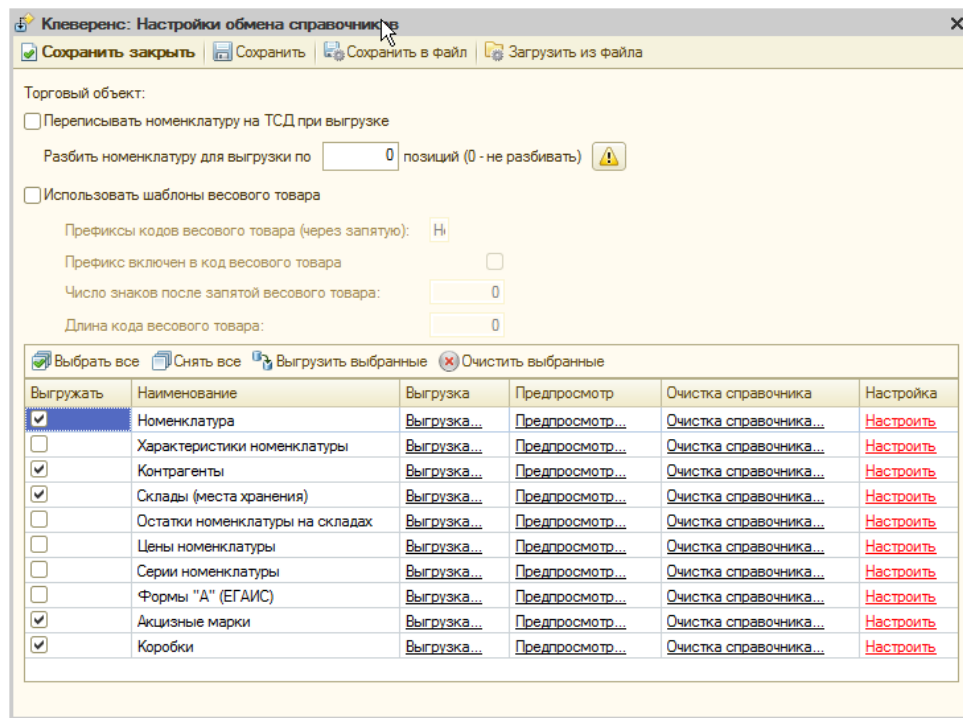 Клеверенс: Настройки обмена справочников
Сохранить закрыть Сохранить Сохранить в файл Загрузить из файла
Торговый объект:
Переписывать номенклатуру на ТСД при выгрузке
Разбить номенклатуру для выгрузки по 0 позиций (0 - не разбивать)
Использовать шаблоны весового товара
Префиксы кодов весового товара (через запятую):
Префикс включен в код весового товара
Число знаков после запятой весового товара: 0
Длина кода весового товара: 0
Выбрать все Снять все Выгрузить выбранные Очистить выбранные
Выгружать Наименование Выгрузка Предпросмотр Очистка справочника Настройка
Номенклатура Выгрузка... Предпросмотр... Очистка справочника... Настроить
Характеристики номенклатуры Выгрузка... Предпросмотр... Очистка справочника... Настроить
Контрагенты Выгрузка... Предпросмотр... Очистка справочника... Настроить
Склады (места хранения) Выгрузка... Предпросмотр... Очистка справочника... Настроить
Остатки номенклатуры на складах Выгрузка... Предпросмотр... Очистка справочника... Настроить
Цены номенклатуры Выгрузка... Предпросмотр... Очистка справочника... Настроить
Серии номенклатуры Выгрузка... Предпросмотр... Очистка справочника... Настроить
Формы "А" (ЕГАИС) Выгрузка... Предпросмотр... Очистка справочника... Настроить
Акцизные марки Выгрузка... Предпросмотр... Очистка справочника... Настроить
Коробки Выгрузка... Предпросмотр... Очистка справочника... Настроить